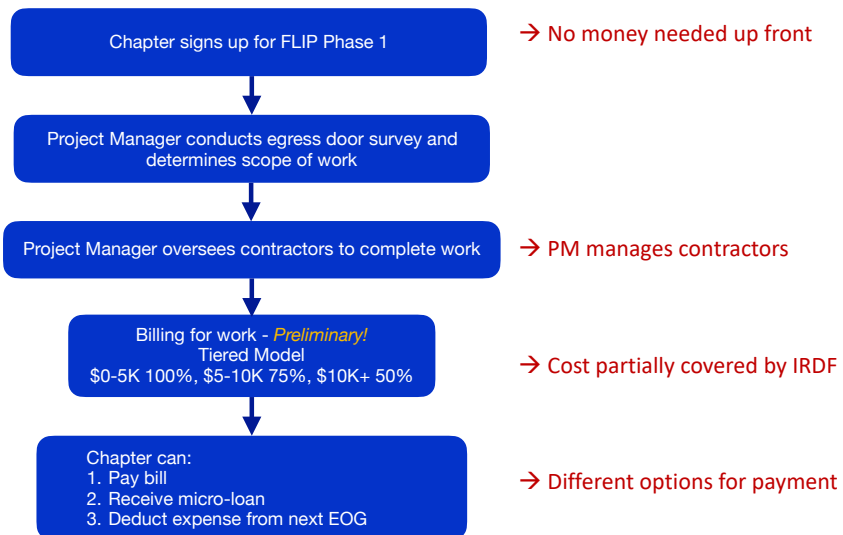 Chapter signs up for FLIP Phase 1
→ No money needed up front
Project Manager conducts egress door survey and
determines scope of work
Project Manager oversees contractors to complete work
→ PM manages contractors
Billing for work - Preliminary!
Tiered Model
$0-5K 100%, $5-10K 75%, $10K+ 50%
→ Cost partially covered by IRDF
Chapter can:
1. Pay bill
2. Receive micro-loan
3. Deduct expense from next EOG
→ Different options for payment